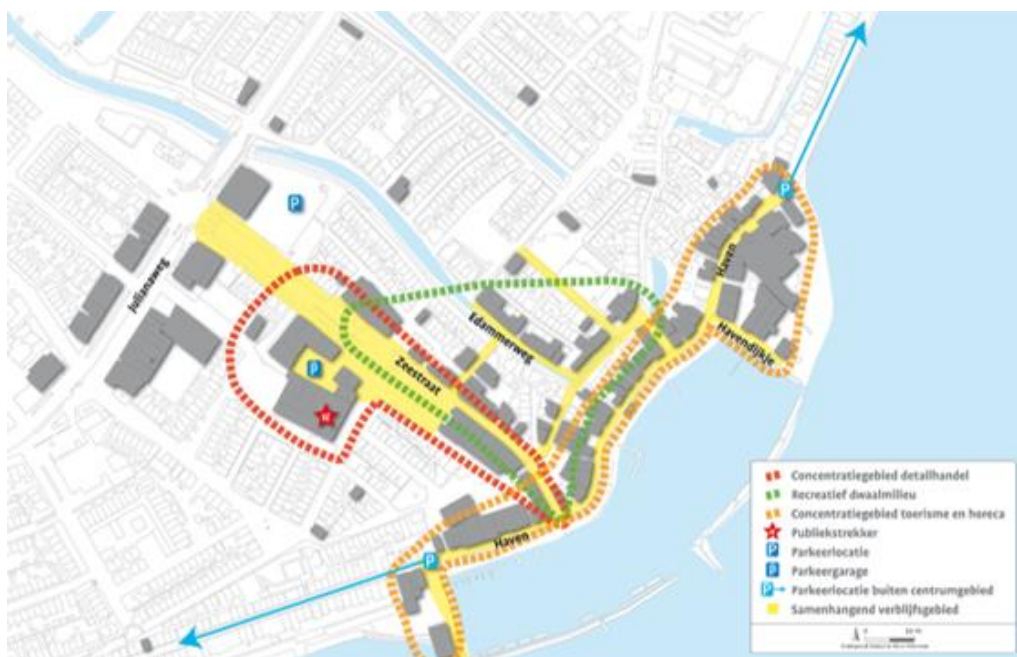 P
Julianaweg
Zeestraat
Edammerweg
Haven
Havendijkje
P
P
Haven
P
Concentratiegebied detailhandel
Recreatief dwaalmilieu
Concentratiegebied toerisme en horeca
Publiekstrekker
P Parkeerlocatie
P Parkeergarage
P Parkeerlocatie buiten centrumgebied
Samenhangend verblijfsgebied
0